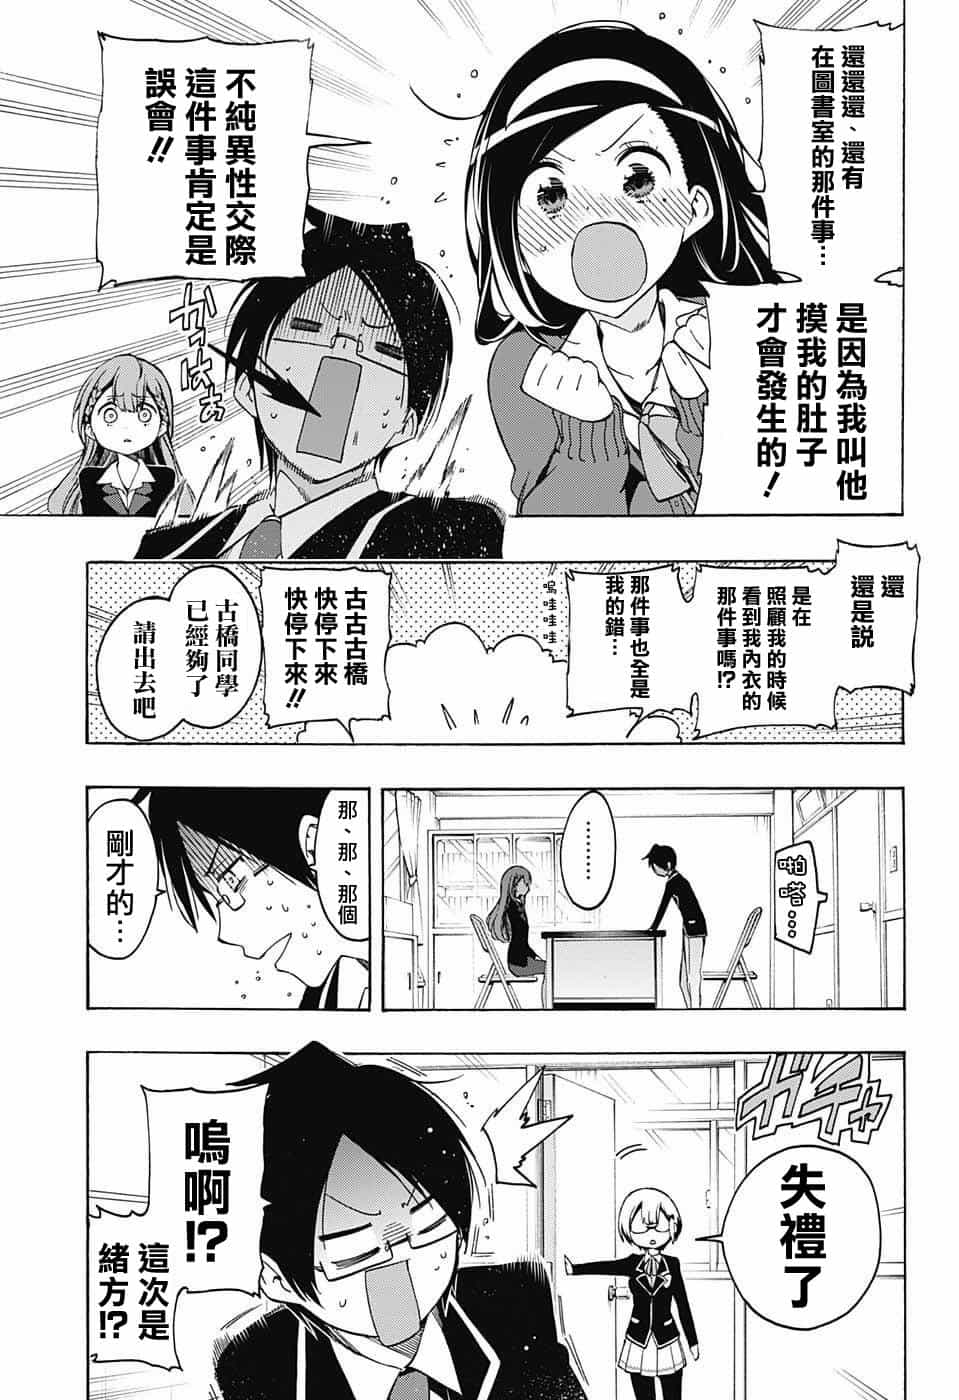 還還還、還有
在圖書室的那件事…
是因為我叫他
摸我的肚子
才會發生的！
不純異性交際
這件事肯定是
誤會!!
かっはぁ
還
還是說
是在
照顧我的時候
看到我內衣的
那件事嗎!?
那件事也全是
我的錯…
嗚哇哇哇
古古古橋
快停下來
快停下來!!
古橋同學
已經夠了
請出去吧
啪嗒…
……
那、那、那個
剛才的…
ガチャ
失禮了
嗚啊!?
這次是
緒方!?